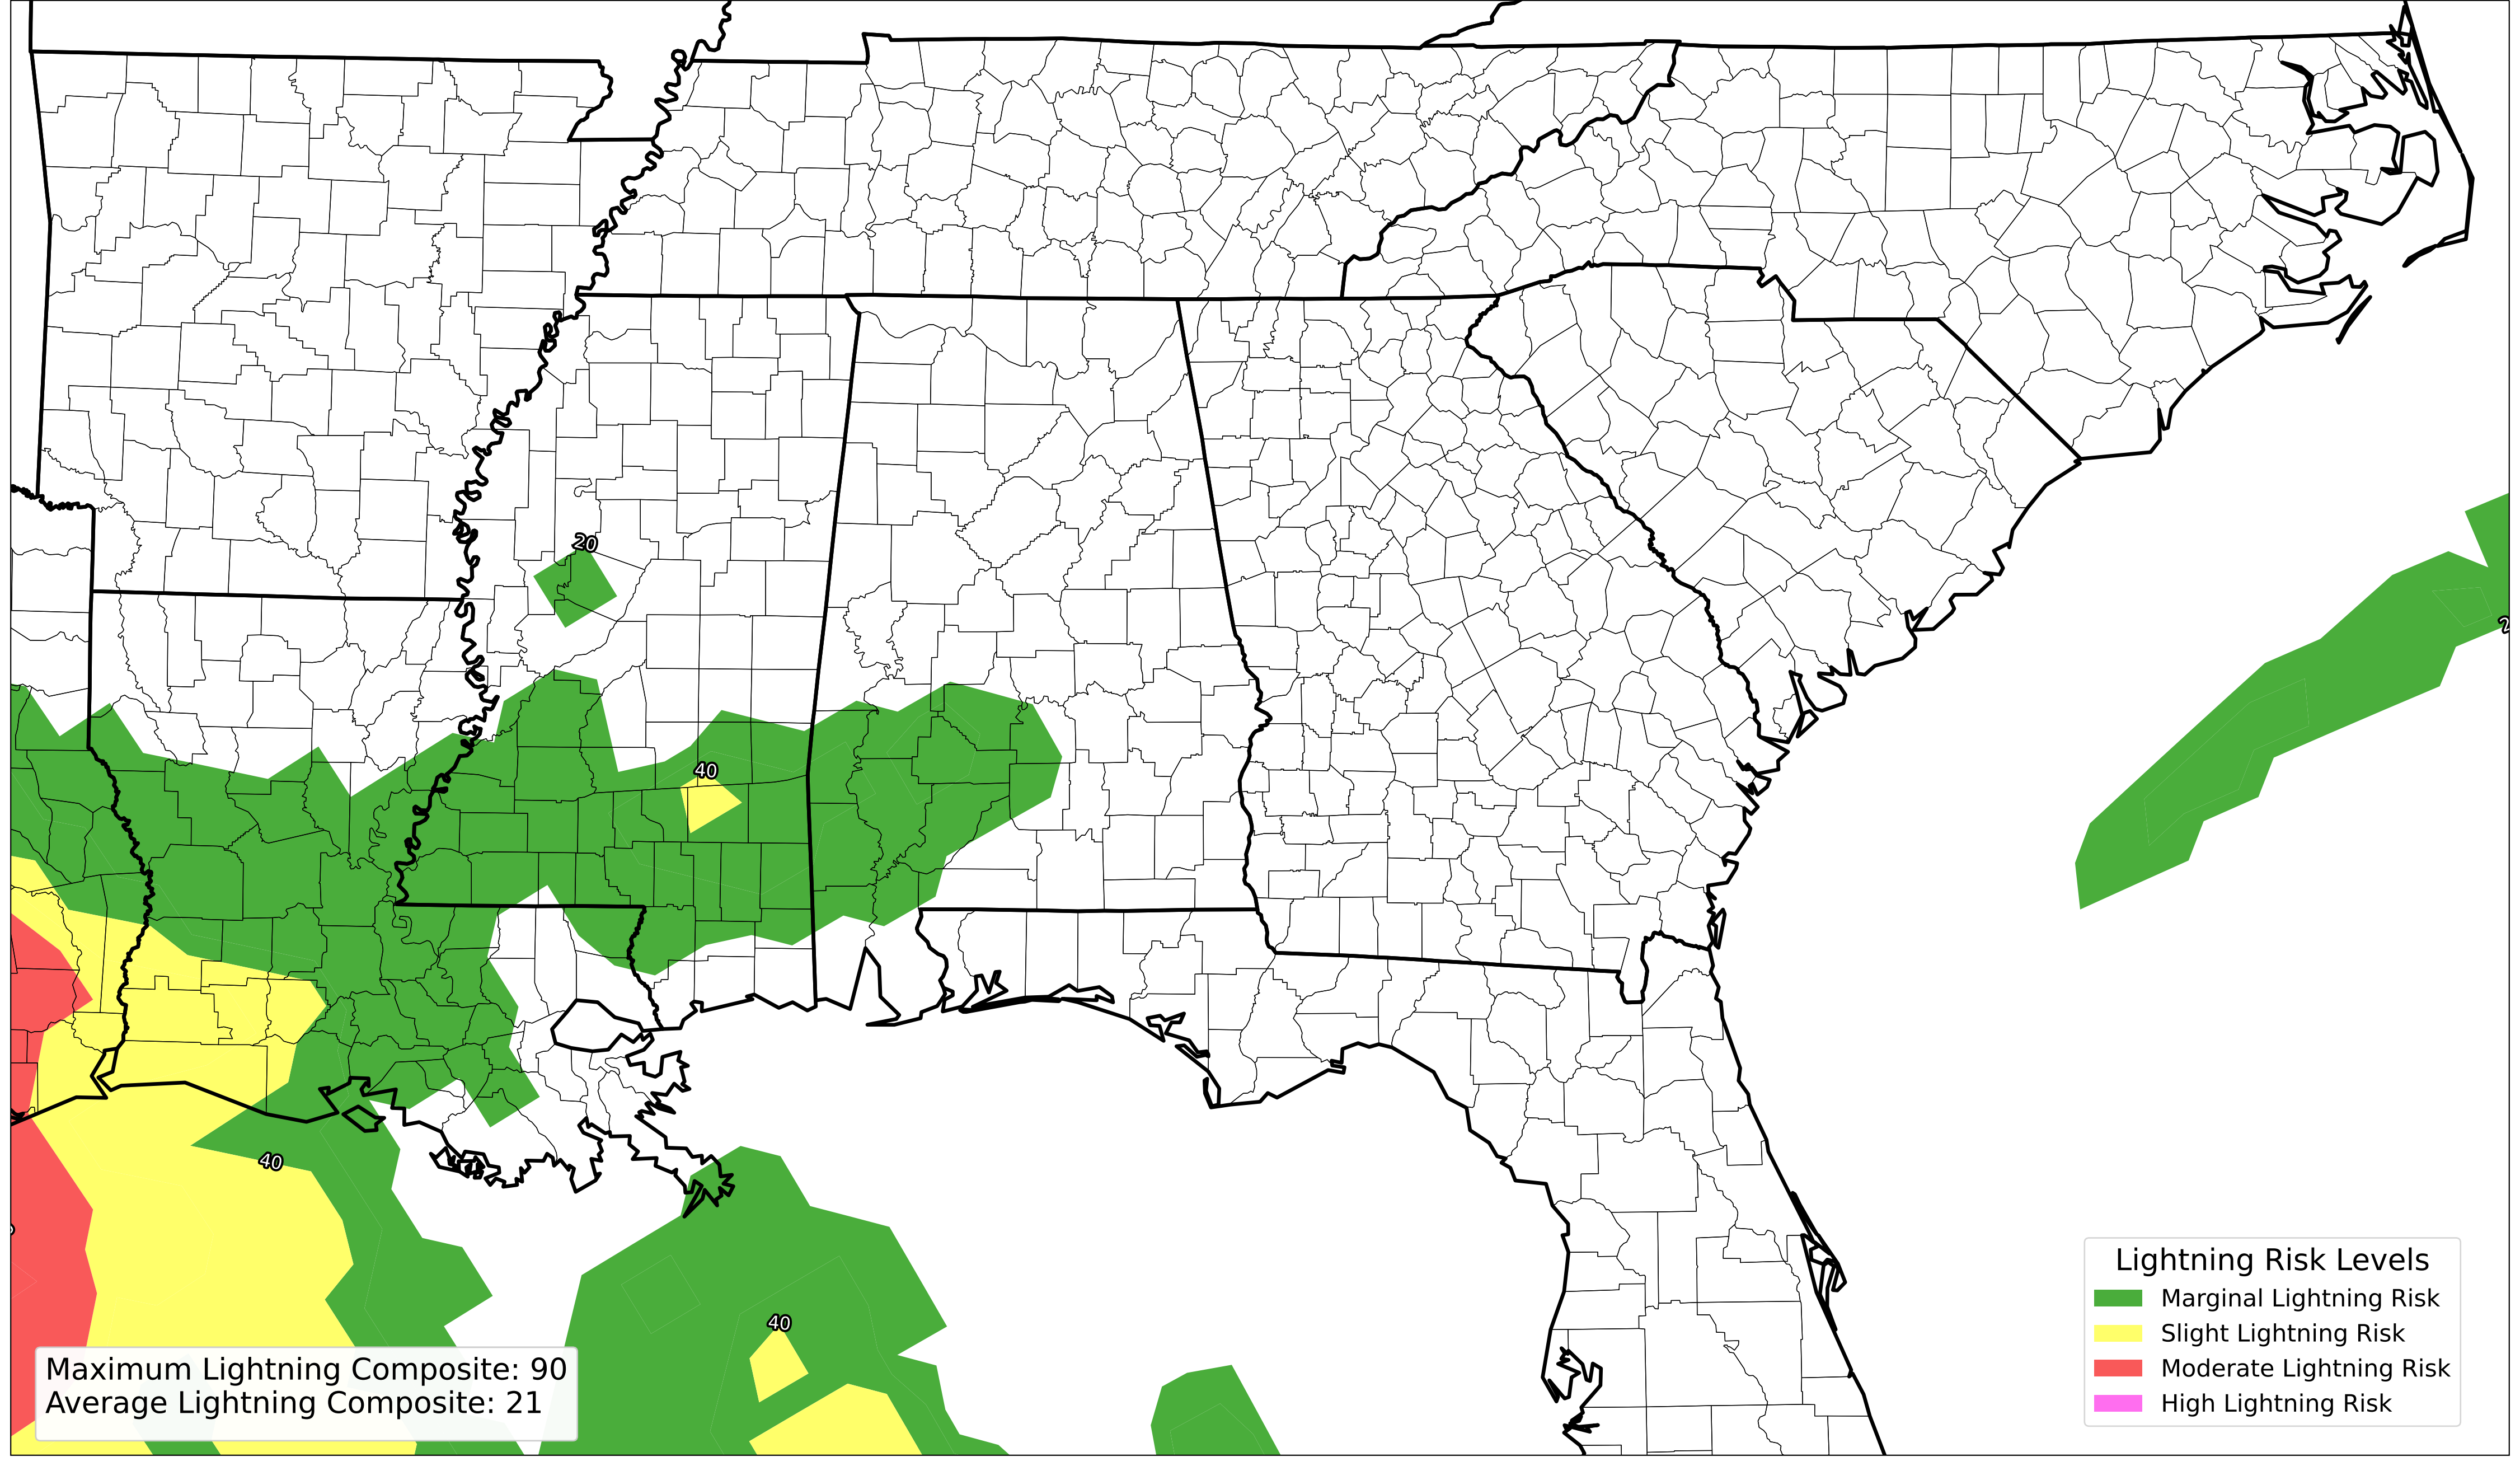 20
40
40
40
Lightning Risk Levels
Marginal Lightning Risk
Slight Lightning Risk
Moderate Lightning Risk
High Lightning Risk
Maximum Lightning Composite: 90
Average Lightning Composite: 21